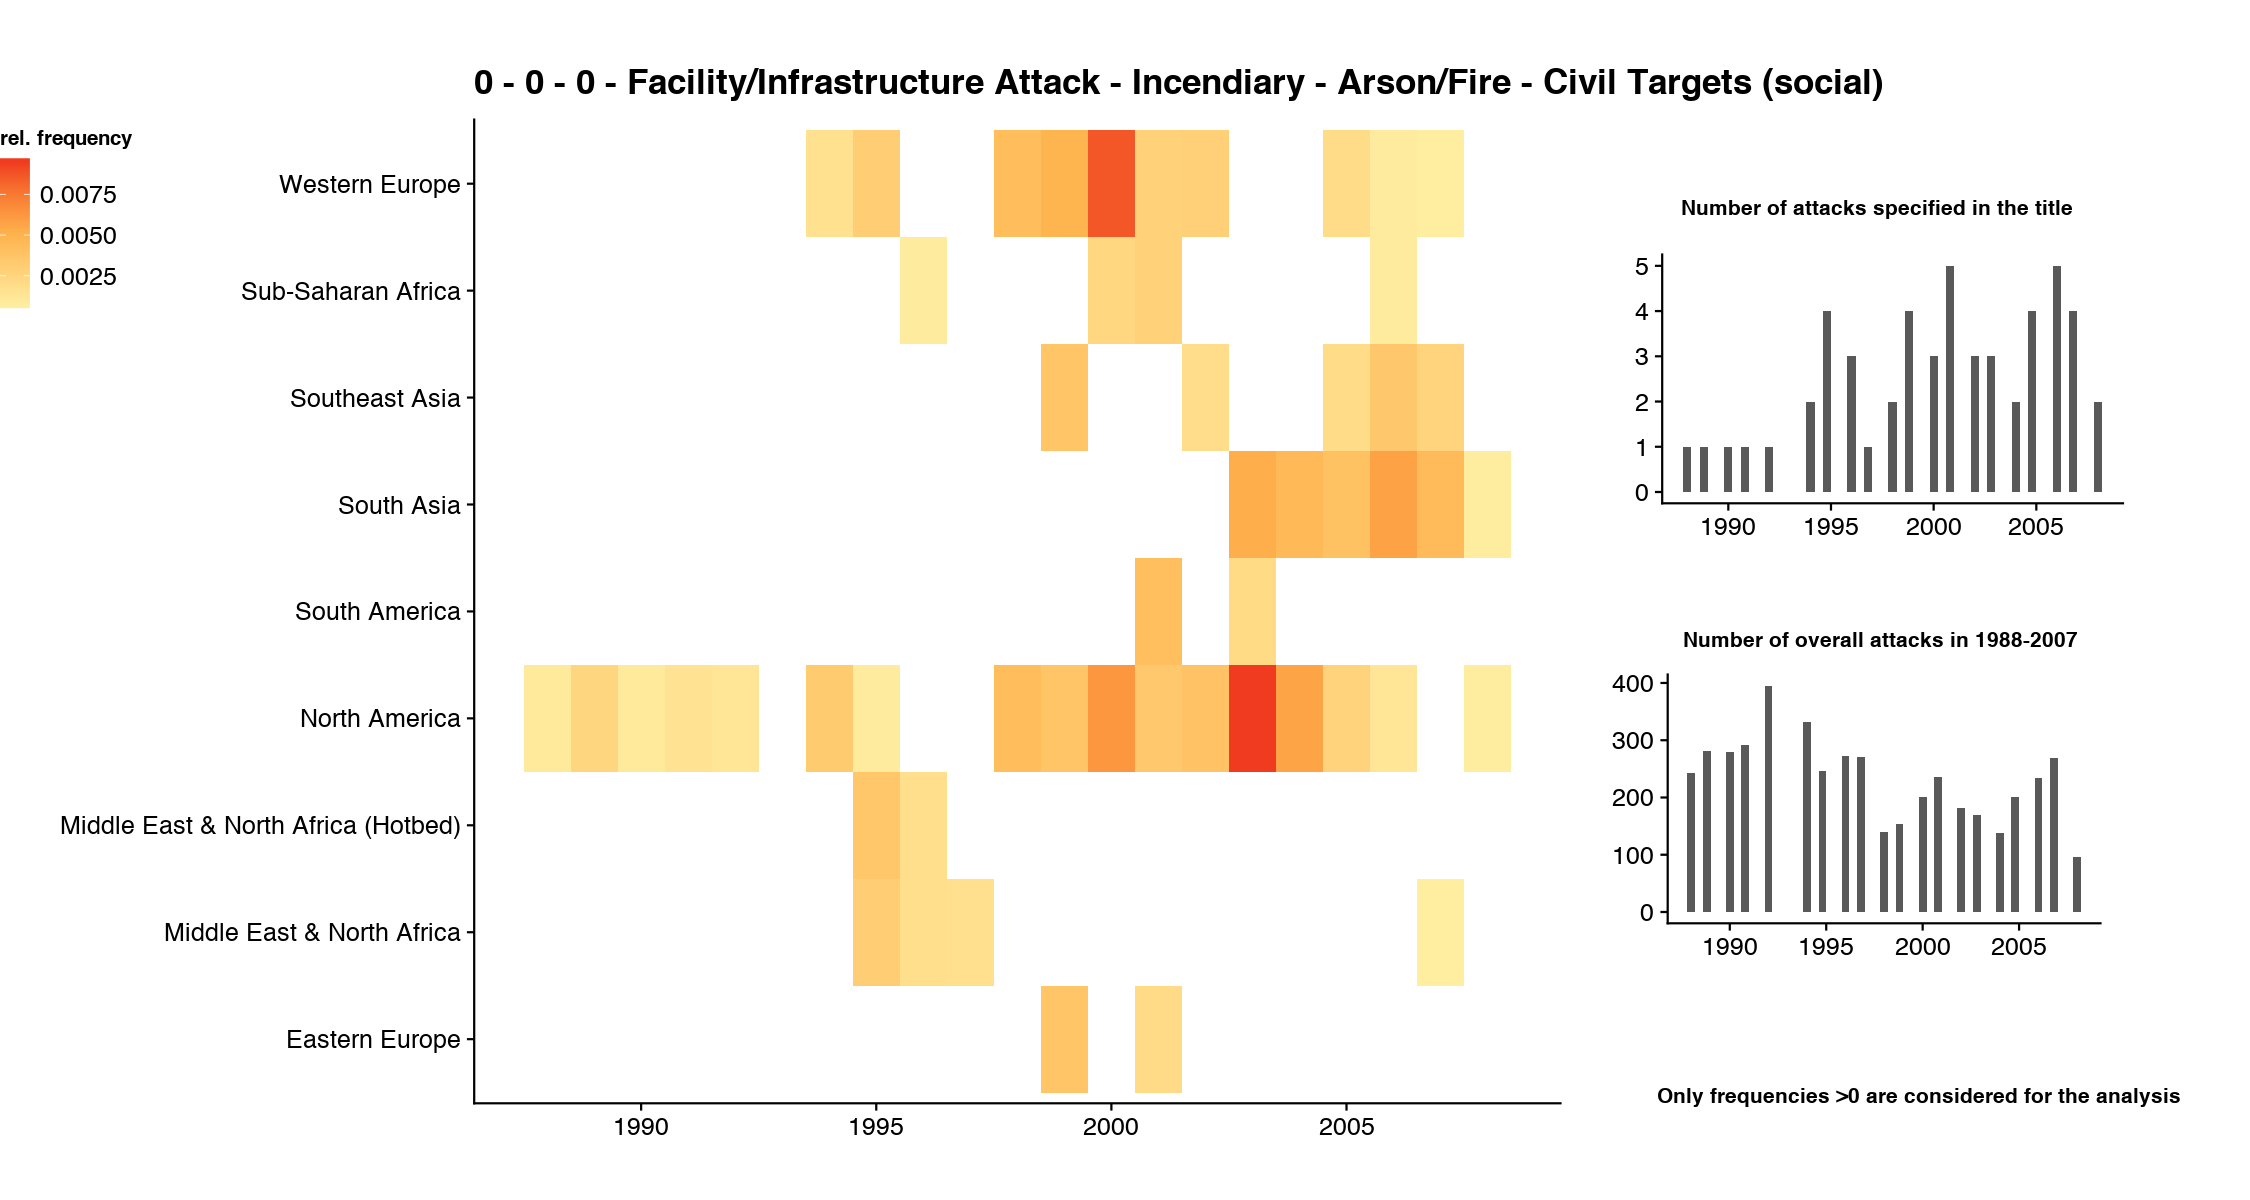 0 - 0 - 0 - Facility/Infrastructure Attack - Incendiary - Arson/Fire - Civil Targets (social)
rel. frequency
0.0075
0.0050
0.0025
Western Europe
Sub-Saharan Africa
Southeast Asia
South Asia
South America
North America
Middle East & North Africa (Hotbed)
Middle East & North Africa
Eastern Europe
1990 1995 2000 2005
Number of attacks specified in the title
5
4
3
2
1
0
1990 1995 2000 2005
Number of overall attacks in 1988-2007
400
300
200
100
0
1990 1995 2000 2005
Only frequencies >0 are considered for the analysis